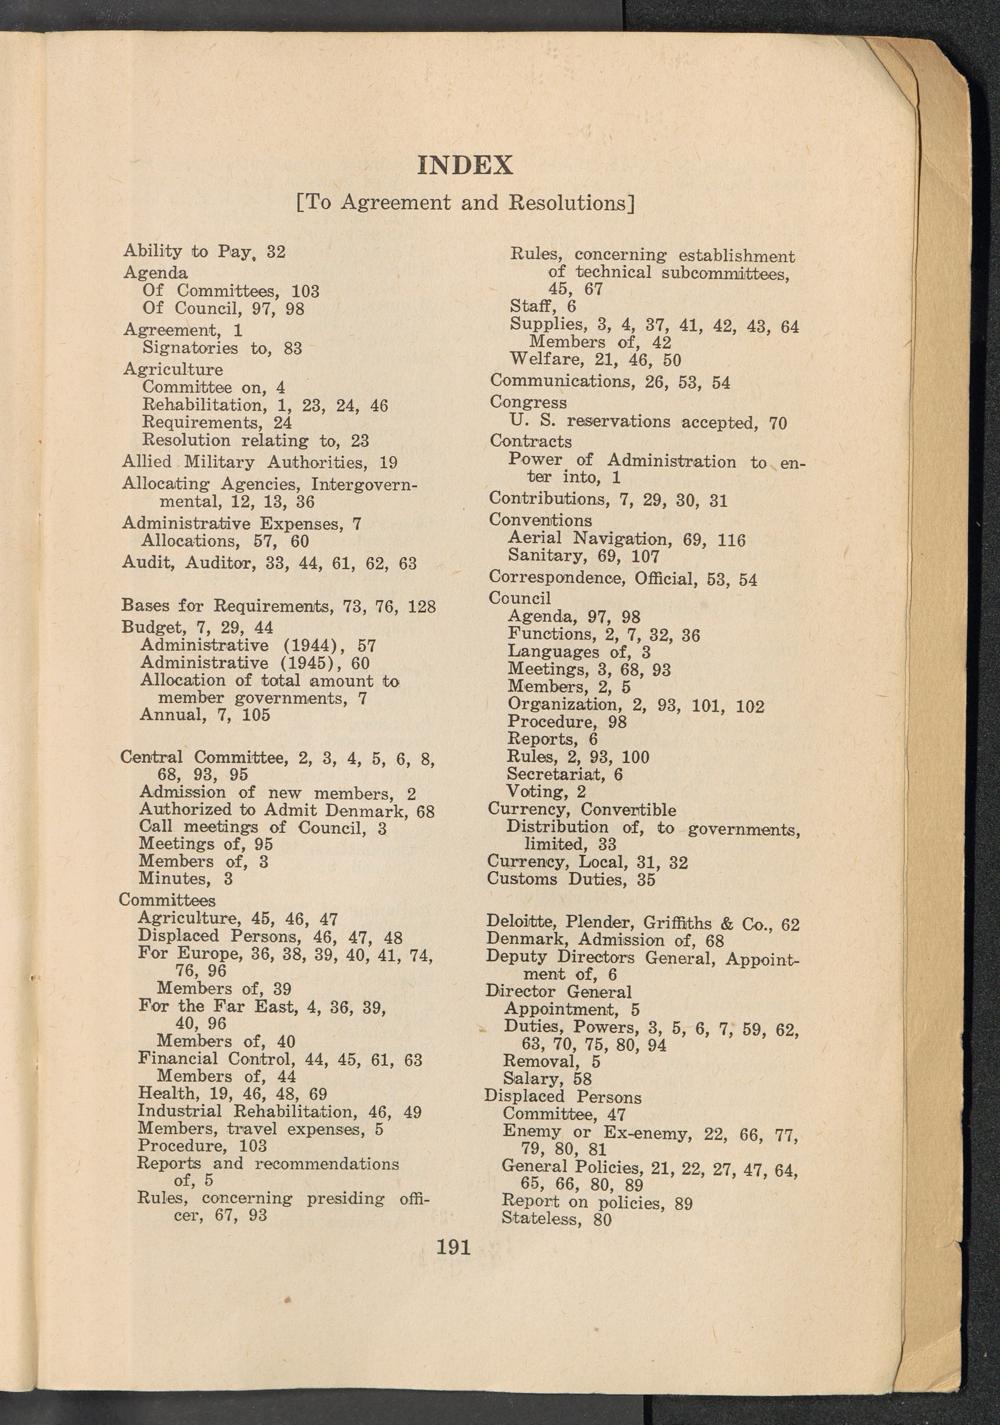 INDEX
[To Agreement and Resolutions]
Ability to Pay, 32
Agenda
Of Committees, 103
Of Council, 97, 98
Agreement, 1
Signatories to, 83
Agriculture
Committee on, 4
Rehabilitation, 1, 23, 24, 46
Requirements, 24
Resolution relating to, 23
Allied Military Authorities, 19
Allocating Agencies, Intergovern-
mental, 12, 13, 36
Administrative Expenses, 7
Allocations, 57, 60
Audit, Auditor, 33, 44, 61, 62, 63
Bases for Requirements, 73, 76, 128
Budget, 7, 29, 44
Administrative (1944), 57
Administrative (1945), 60
Allocation of total amount to
member governments, 7
Annual, 7, 105
Central Committee, 2, 3, 4, 5, 6, 8,
68, 93, 95
Admission of new members, 2
Authorized to Admit Denmark, 68
Call meetings of Council, 3
Meetings of, 95
Members of, 3
Minutes, 3
Committees
Agriculture, 45, 46, 47
Displaced Persons, 46, 47, 48
For Europe, 36, 38, 39, 40, 41, 74,
76, 96
Members of, 39
For the Far East, 4, 36, 39,
40, 96
Members of, 40
Financial Control, 44, 45, 61, 63
Members of, 44
Health, 19, 46, 48, 69
Industrial Rehabilitation, 46, 49
Members, travel expenses, 5
Procedure, 103
Reports and recommendations
of, 5
Rules, concerning presiding offi-
cer, 67, 93
Rules, concerning establishment
of technical subcommittees,
45, 67
Staff, 6
Supplies, 3, 4, 37, 41, 42, 43, 64
Members of, 42
Welfare, 21, 46, 50
Communications, 26, 53, 54
Congress
U. S. reservations accepted, 70
Contracts
Power of Administration to en-
ter into, 1
Contributions, 7, 29, 30, 31
Conventions
Aerial Navigation, 69, 116
Sanitary, 69, 107
Correspondence, Official, 53, 54
Council
Agenda, 97, 98
Functions, 2, 7, 32, 36
Languages of, 3
Meetings, 3, 68, 93
Members, 2, 5
Organization, 2, 93, 101, 102
Procedure, 98
Reports, 6
Rules, 2, 93, 100
Secretariat, 6
Voting, 2
Currency, Convertible
Distribution of, to governments,
limited, 33
Currency, Local, 31, 32
Customs Duties, 35
Deloitte, Plender, Griffiths & Co., 62
Denmark, Admission of, 68
Deputy Directors General, Appoint-
ment of, 6
Director General
Appointment, 5
Duties, Powers, 3, 5, 6, 7, 59, 62,
63, 70, 75, 80, 94
Removal, 5
Salary, 58
Displaced Persons
Committee, 47
Enemy or Ex-enemy, 22, 66, 77,
79, 80, 81
General Policies, 21, 22, 27, 47, 64,
65, 66, 80, 89
Report on policies, 89
Stateless, 80
191